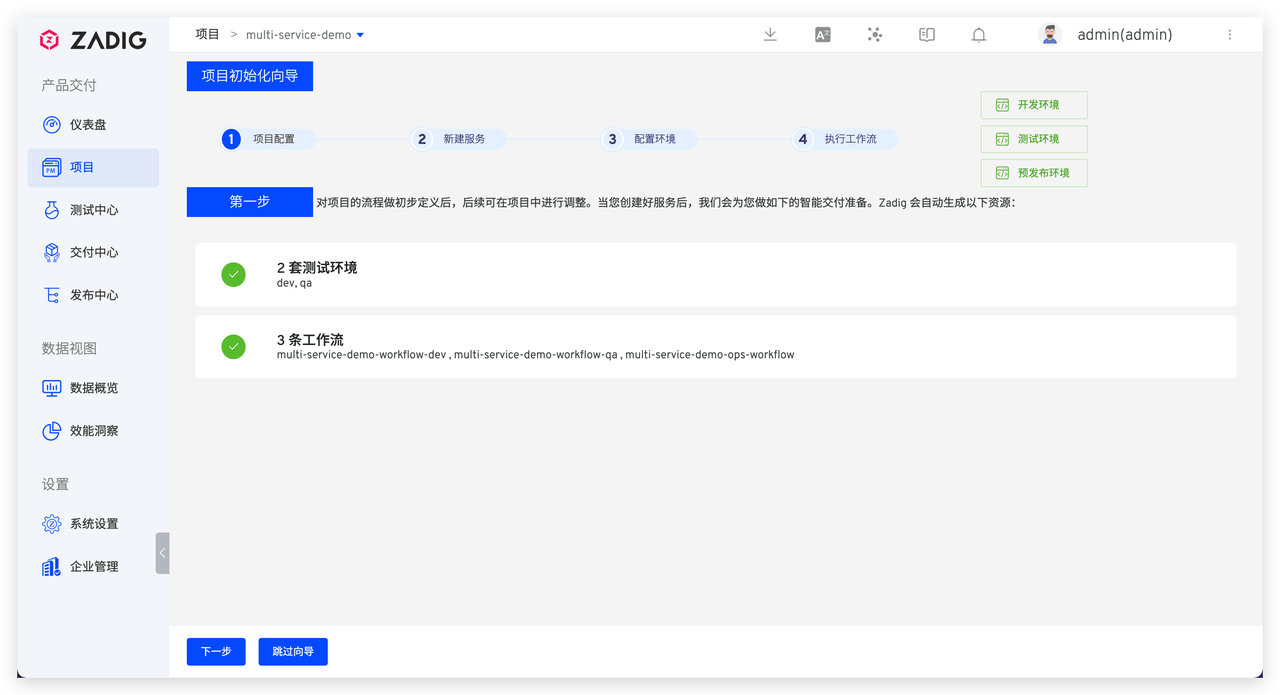 ZADIG
项目 > multi-service-demo
admin(admin)
产品交付
仪表盘
项目
测试中心
交付中心
发布中心
数据视图
数据概览
效能洞察
设置
系统设置
企业管理
项目初始化向导
1 项目配置
2 新建服务
3 配置环境
4 执行工作流
开发环境
测试环境
预发布环境
第一步 对项目的流程做初步定义后，后续可在项目中进行调整。当您创建好服务后，我们会为您做如下的智能交付准备。Zadig 会自动生成以下资源：
2 套测试环境
dev, qa
3 条工作流
multi-service-demo-workflow-dev , multi-service-demo-workflow-qa , multi-service-demo-ops-workflow
下一步
跳过向导